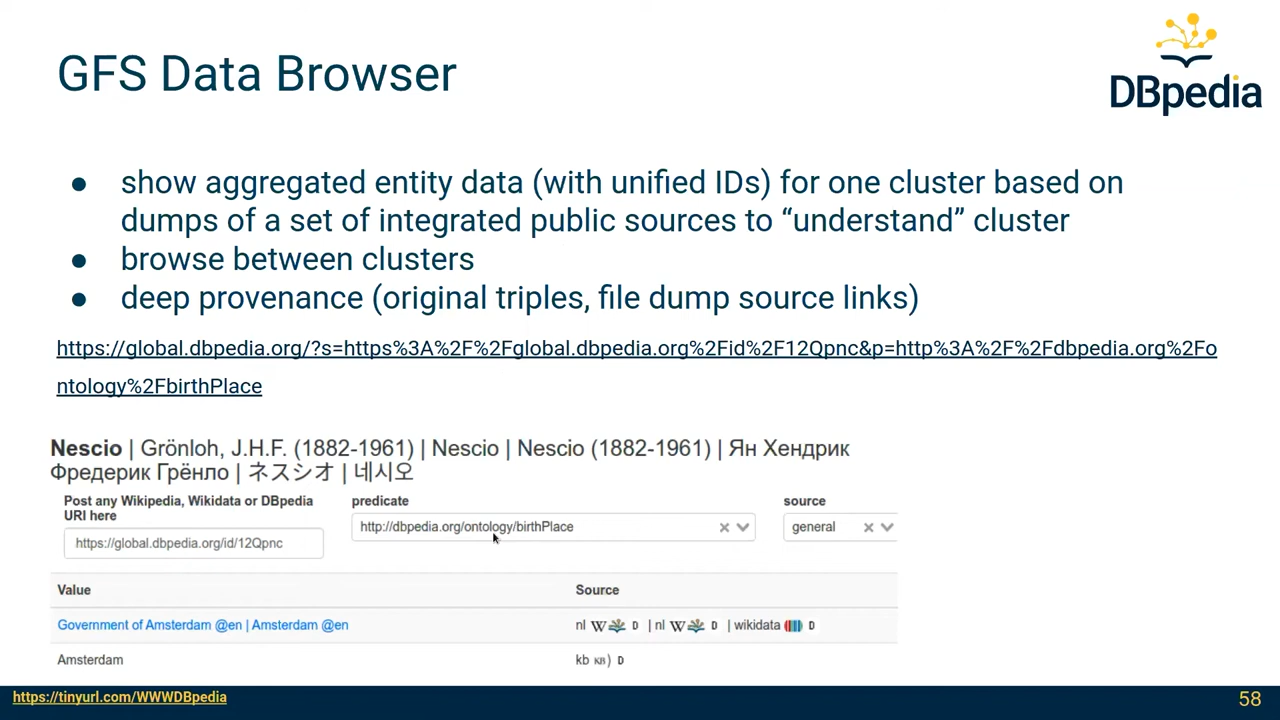 GFS Data Browser
DBpedia
● show aggregated entity data (with unified IDs) for one cluster based on
dumps of a set of integrated public sources to “understand” cluster
● browse between clusters
● deep provenance (original triples, file dump source links)
https://global.dbpedia.org/?s=https%3A%2F%2Fglobal.dbpedia.org%2Fid%2F12Qpnc&p=http%3A%2F%2Fdbpedia.org%2Fo
ntology%2FbirthPlace
Nescio | Grönloh, J.H.F. (1882-1961) | Nescio | Nescio (1882-1961) | Ян Хендрик
Фредерик Грёнло | ネスシオ | 네시오
Post any Wikipedia, Wikidata or DBpedia
URI here
predicate
source
https://global.dbpedia.org/id/12Qpnc
http://dbpedia.org/ontology/birthPlace
general
Value Source
Government of Amsterdam @en | Amsterdam @en nl W D | nl W D | wikidata D
Amsterdam kb KB) D
https://tinyurl.com/WWWDBpedia
58